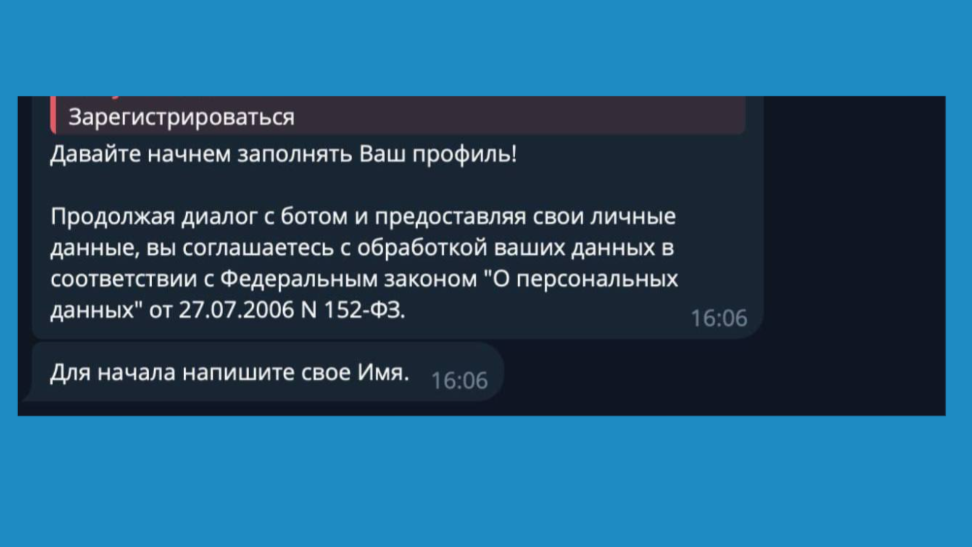 Зарегистрироваться
Давайте начнем заполнять Ваш профиль!
Продолжая диалог с ботом и предоставляя свои личные
данные, вы соглашаетесь с обработкой ваших данных в
соответствии с Федеральным законом "О персональных
данных" от 27.07.2006 N 152-ФЗ.
16:06
Для начала напишите свое Имя.
16:06